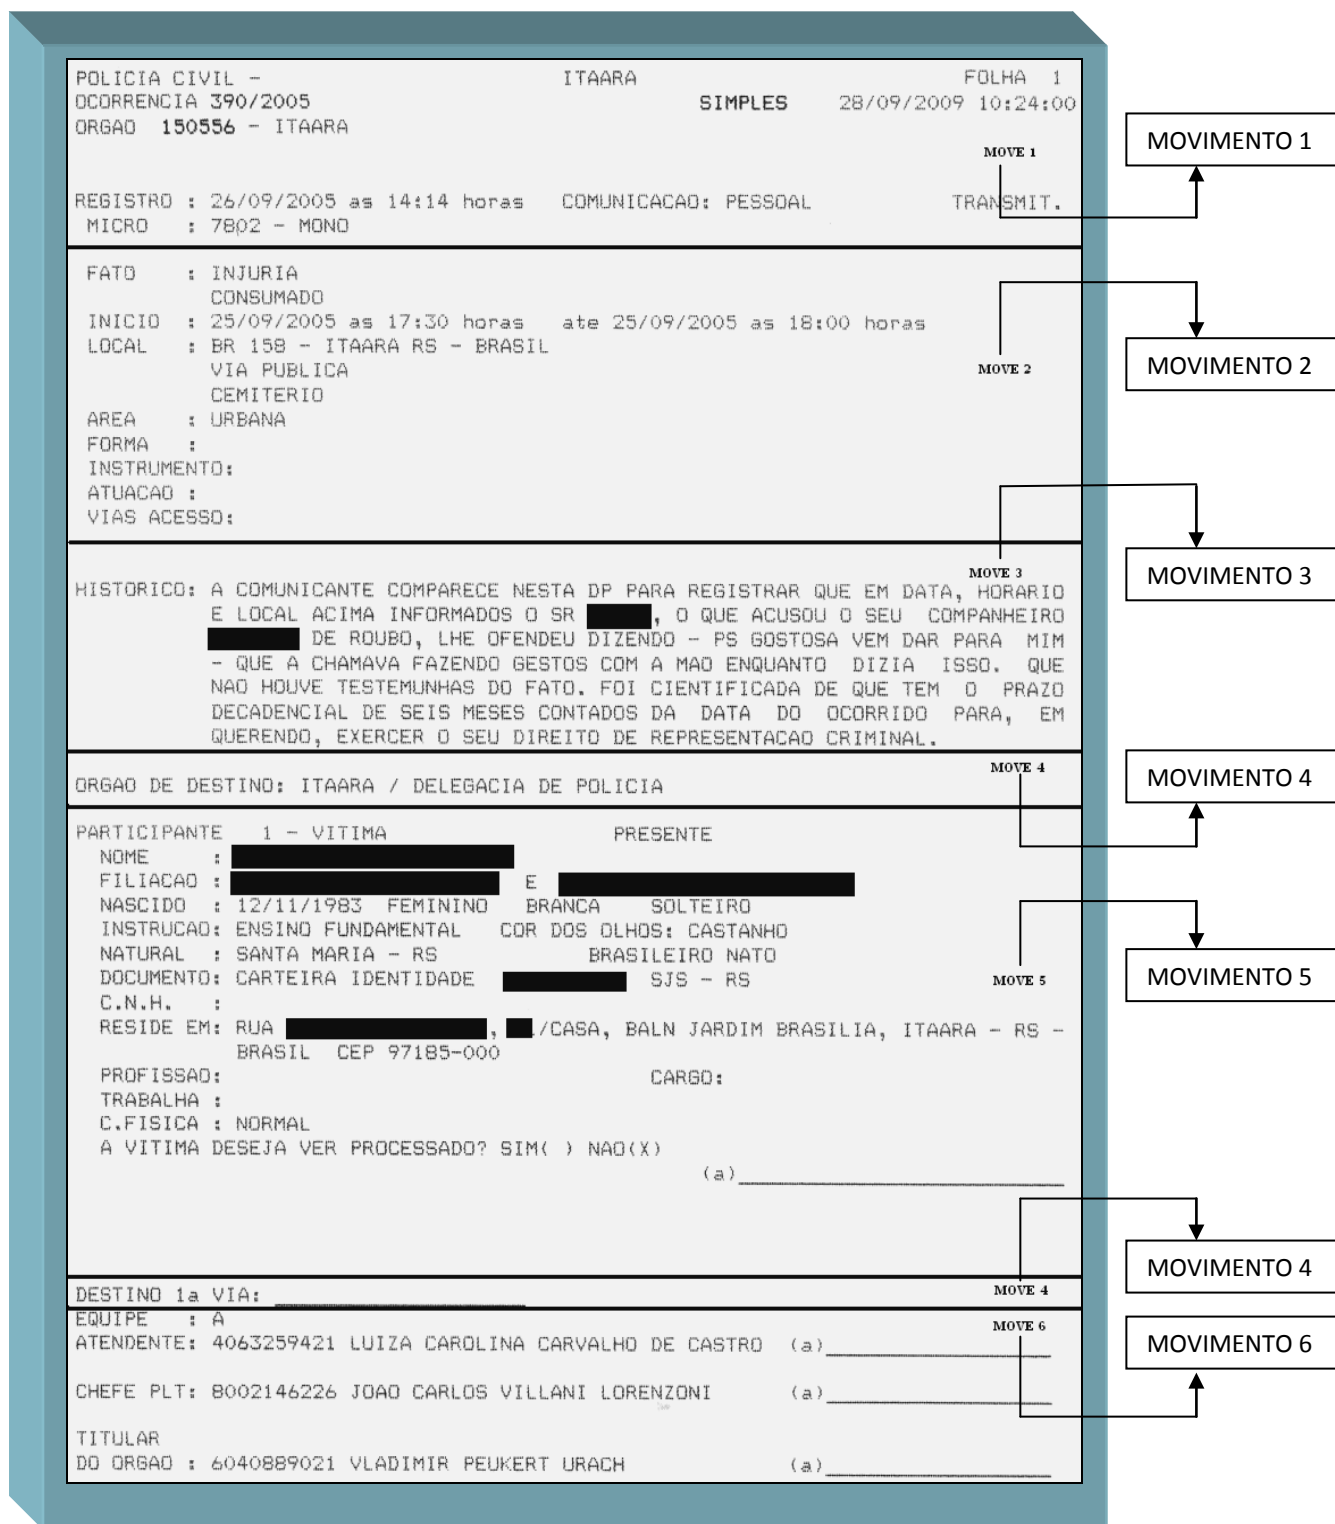 POLICIA CIVIL - ITAARA FOLHA 1
OCORRENCIA 390/2005 SIMPLES 28/09/2009 10:24:00
ORGAO 150556 - ITAARA
MOVE 1
MOVIMENTO 1
REGISTRO : 26/09/2005 as 14:14 horas COMUNICACAO: PESSOAL TRANSMIT.
MICRO : 7802 - MONO
FATO : INJURIA
CONSUMADO
INICIO : 25/09/2005 as 17:30 horas ate 25/09/2005 as 18:00 horas
LOCAL : BR 158 - ITAARA RS - BRASIL
VIA PUBLICA
MOVE 2
MOVIMENTO 2
CEMITERIO
AREA : URBANA
FORMA :
INSTRUMENTO:
ATUACAO :
VIAS ACESSO:
MOVE 3
MOVIMENTO 3
HISTORICO: A COMUNICANTE COMPARECE NESTA DP PARA REGISTRAR QUE EM DATA, HORARIO
E LOCAL ACIMA INFORMADOS O SR , O QUE ACUSOU O SEU COMPANHEIRO
DE ROUBO, LHE OFENDEU DIZENDO - PS GOSTOSA VEM DAR PARA MIM
- QUE A CHAMAVA FAZENDO GESTOS COM A MAO ENQUANTO DIZIA ISSO. QUE
NAO HOUVE TESTEMUNHAS DO FATO. FOI CIENTIFICADA DE QUE TEM O PRAZO
DECADENCIAL DE SEIS MESES CONTADOS DA DATA DO OCORRIDO PARA, EM
QUERENDO, EXERCER O SEU DIREITO DE REPRESENTACAO CRIMINAL.
MOVE 4
MOVIMENTO 4
ORGAO DE DESTINO: ITAARA / DELEGACIA DE POLICIA
PARTICIPANTE 1 - VITIMA PRESENTE
NOME :
FILIACAO : E
NASCIDO : 12/11/1983 FEMININO BRANCA SOLTEIRO
INSTRUCAO: ENSINO FUNDAMENTAL COR DOS OLHOS: CASTANHO
NATURAL : SANTA MARIA - RS BRASILEIRO NATO
DOCUMENTO: CARTEIRA IDENTIDADE SJS - RS
MOVE 5
MOVIMENTO 5
C.N.H. :
RESIDE EM: RUA , /CASA, BALN JARDIM BRASILIA, ITAARA - RS -
BRASIL CEP 97185-000
PROFISSAO: CARGO:
TRABALHA :
C.FISICA : NORMAL
A VITIMA DESEJA VER PROCESSADO? SIM( ) NAO(X)
(a)
MOVIMENTO 4
DESTINO 1a VIA:
MOVE 4
EQUIPE : A
MOVE 6
MOVIMENTO 6
ATENDENTE: 4063259421 LUIZA CAROLINA CARVALHO DE CASTRO (a)
CHEFE PLT: 8002146226 JOAO CARLOS VILLANI LORENZONI (a)
TITULAR
DO ORGAO : 6040889021 VLADIMIR PEUKERT URACH (a)